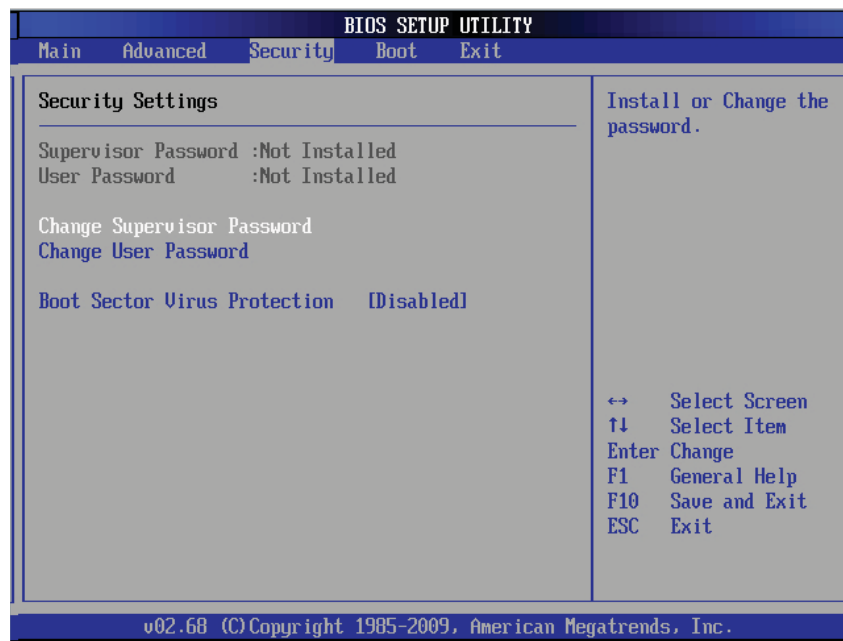 BIOS SETUP UTILITY
Main Advanced Security Boot Exit
Security Settings
Supervisor Password :Not Installed
User Password :Not Installed
Change Supervisor Password
Change User Password
Boot Sector Virus Protection [Disabled]
Install or Change the
password.
↔ Select Screen
↑↓ Select Item
Enter Change
F1 General Help
F10 Save and Exit
ESC Exit
v02.68 (C)Copyright 1985-2009, American Megatrends, Inc.